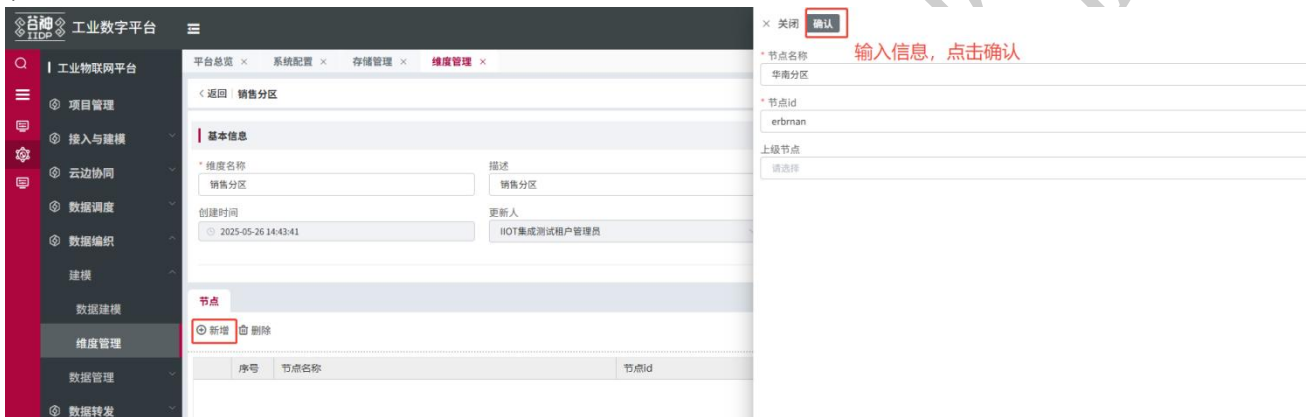 谷神 IIDP 工业数字平台
× 关闭 确认
输入信息，点击确认
工业物联网平台
项目管理
接入与建模
云边协同
数据调度
数据编织
建模
数据建模
维度管理
数据管理
数据转发
平台总览 × 系统配置 × 存储管理 × 维度管理 ×
< 返回 销售分区
基本信息
* 维度名称 描述
销售分区 销售分区
创建时间 更新人
2025-05-26 14:43:41 IIOT集成测试租户管理员
节点
新增 删除
序号 节点名称 节点id
* 节点名称
华南分区
* 节点id
erbrnan
上级节点
请选择